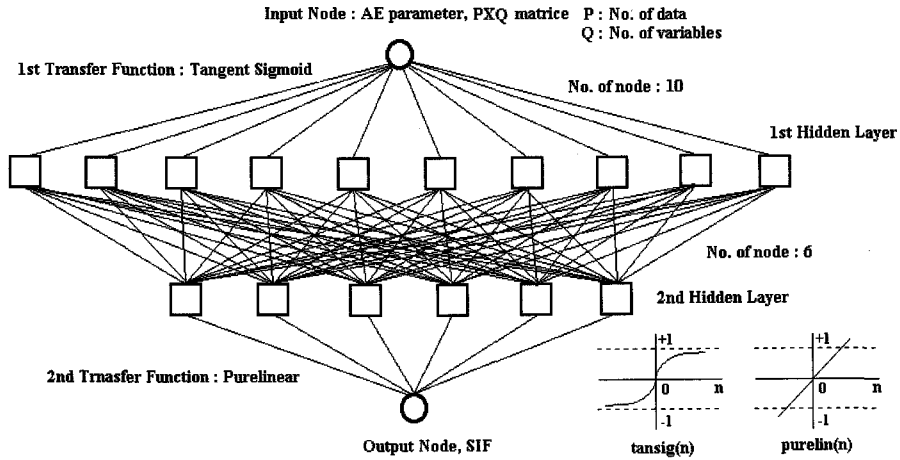 Input Node : AE parameter, PXQ matrice P : No. of data
Q : No. of variables
1st Transfer Function : Tangent Sigmoid
No. of node : 10
1st Hidden Layer
No. of node : 6
2nd Hidden Layer
2nd Trnasfer Function : Purelinear
Output Node, SIF
+1
0
n
-1
tansig(n)
+1
0
n
-1
purelin(n)